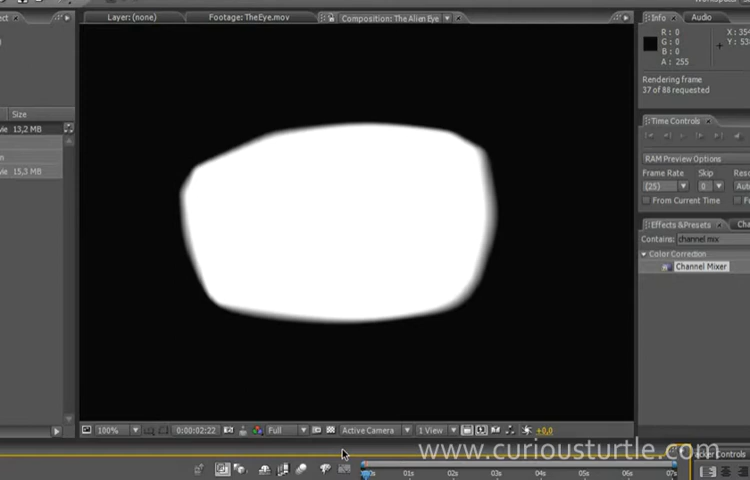 Layer: (none)
Footage: TheEye.mov
Composition: The Alien Eye
Info
Audio
R: 0
G: 0
B: 0
A: 255
Rendering frame
37 of 88 requested
Size
13,2 MB
15,3 MB
Time Controls
RAM Preview Options
Frame Rate
Skip
(25)
0
From Current Time
Effects & Presets
Contains: channel mix
Color Correction
Channel Mixer
100%
0:00:02:22
Full
Active Camera
1 View
+0,0
www.curiousturtle.com
01s
02s
03s
04s
05s
06s
07s